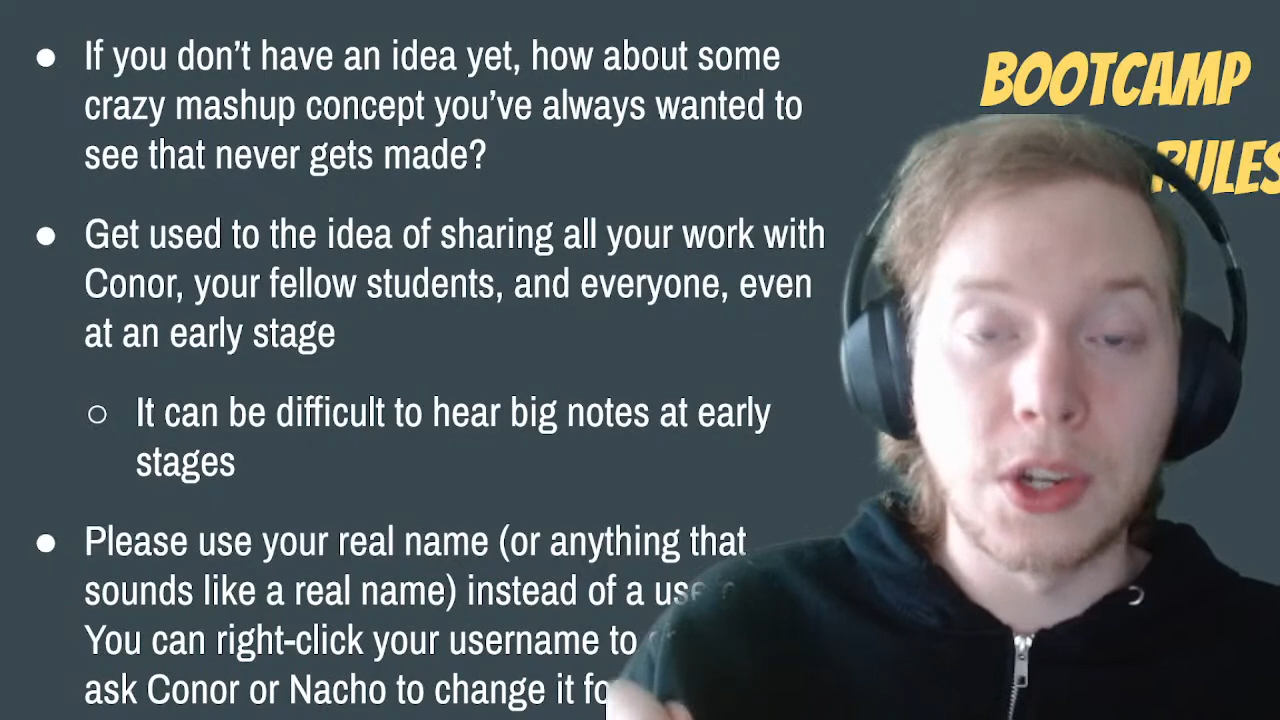 ● If you don’t have an idea yet, how about some
crazy mashup concept you’ve always wanted to
see that never gets made?
● Get used to the idea of sharing all your work with
Conor, your fellow students, and everyone, even
at an early stage
○ It can be difficult to hear big notes at early
stages
● Please use your real name (or anything that
sounds like a real name) instead of a
You can right-click your username to
ask Conor or Nacho to change it
BOOTCAMP
RULES